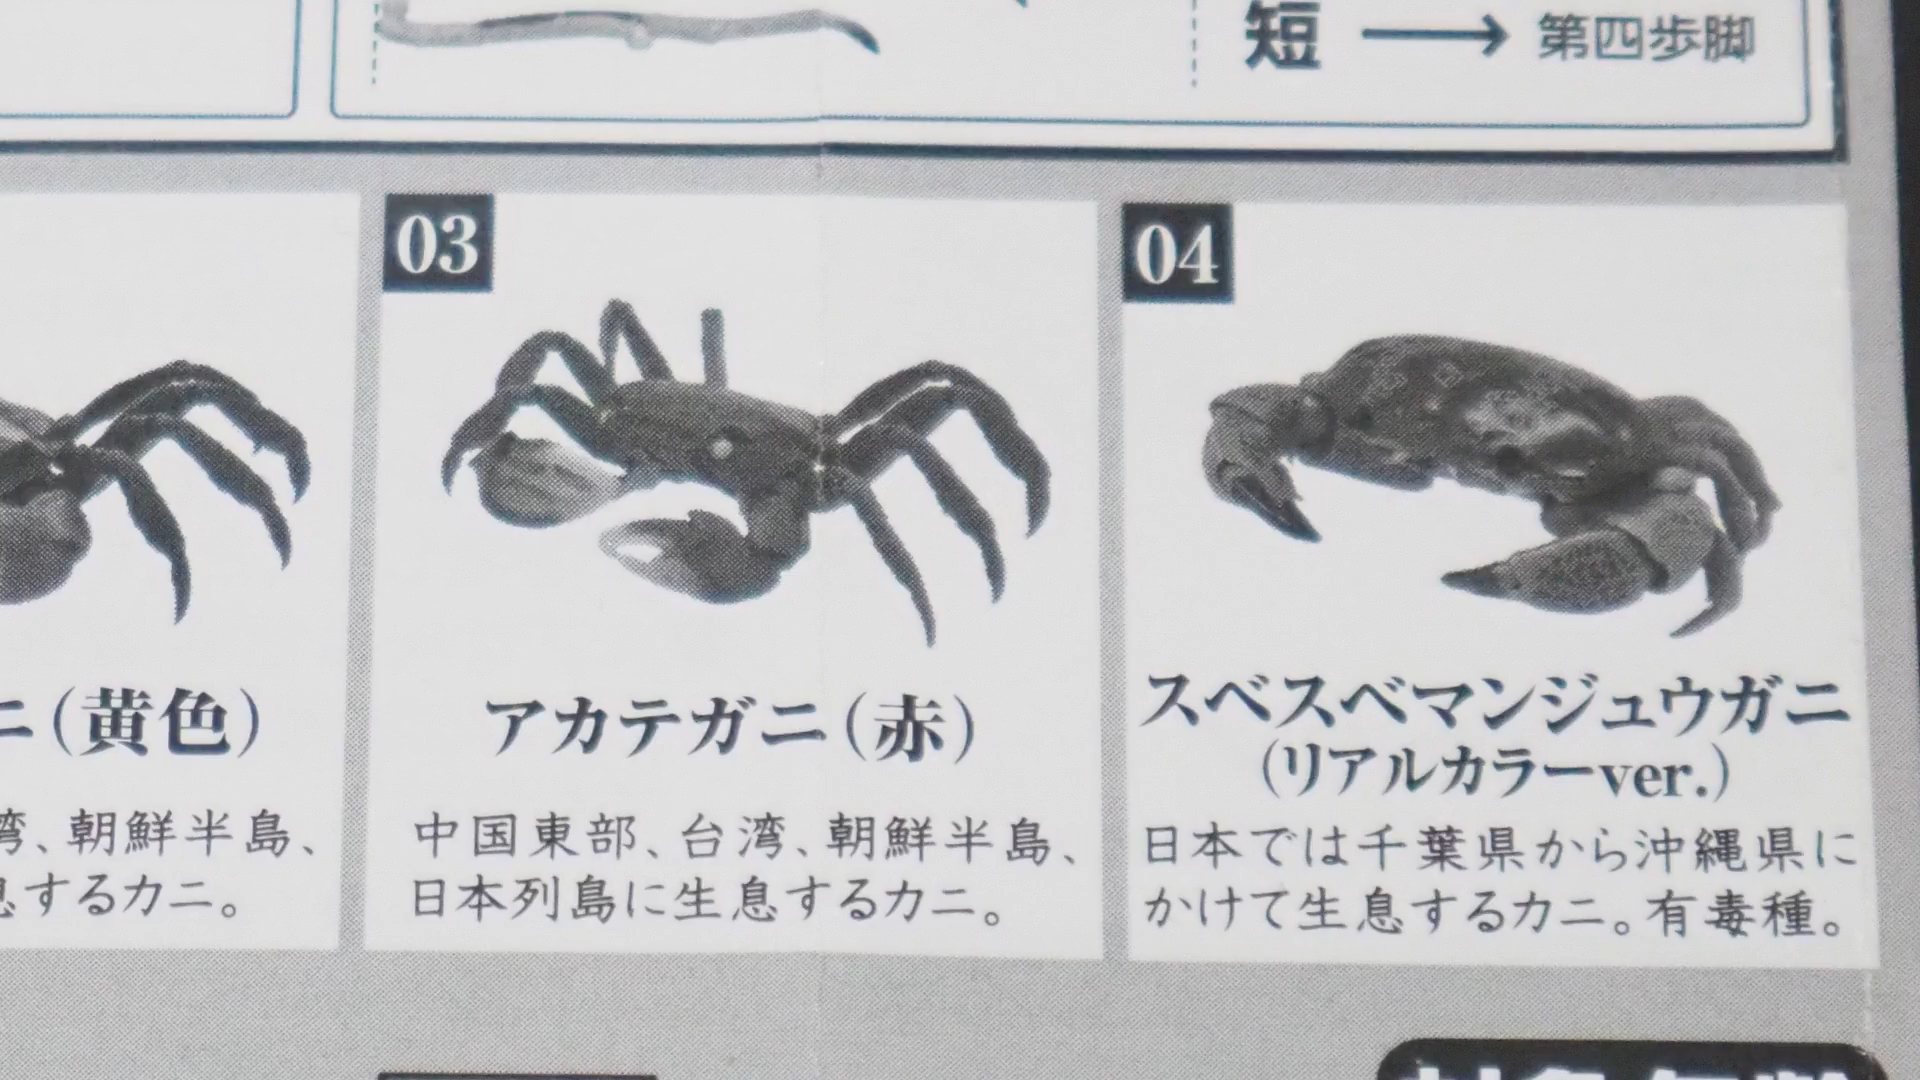 短 → 第四歩脚
03
04
ニ（黄色）
アカテガニ（赤）
スベスベマンジュウガニ
（リアルカラーver.）
湾、朝鮮半島、
息するカニ。
中国東部、台湾、朝鮮半島、
日本列島に生息するカニ。
日本では千葉県から沖縄県に
かけて生息するカニ。有毒種。